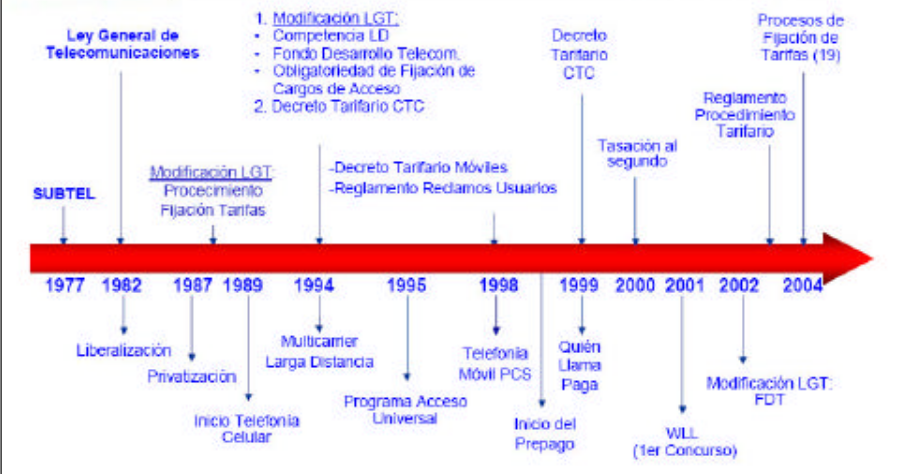 Ley General de
Telecomunicaciones
1. Modificación LGT:
- Competencia LD
- Fondo Desarrollo Telecom.
- Obligatoriedad de Fijación de
Cargos de Acceso
2. Decreto Tarifario CTC
Decreto
Tarifario
CTC
Procesos de
Fijación de
Tarifas (19)
Reglamento
Procedimiento
Tarifario
Tasación al
segundo
SUBTEL
Modificación LGT:
Procecimiento
Fijación Tarifas
-Decreto Tarifario Móviles
-Reglamento Reclamos Usuarios
1977 1982 1987 1989 1994 1995 1998 1999 2000 2001 2002 2004
Liberalización
Privatización
Inicio Telefonía
Celular
Multicarrier
Larga Distancia
Programa Acceso
Universal
Telefonía
Móvil PCS
Inicio del
Prepago
Quién
Llama
Paga
WLL
(1er Concurso)
Modificación LGT:
FDT